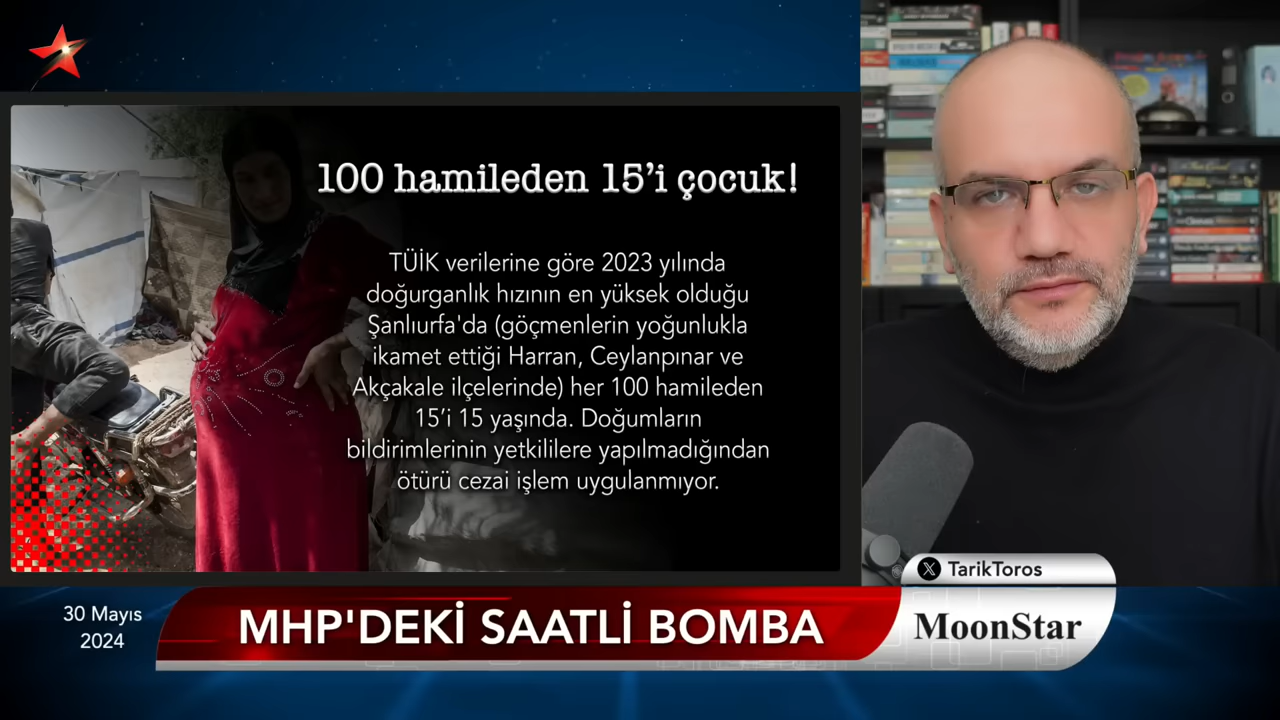 100 hamileden 15'i çocuk!
TÜİK verilerine göre 2023 yılında
doğurganlık hızının en yüksek olduğu
Şanlıurfa'da (göçmenlerin yoğunlukla
ikamet ettiği Harran, Ceylanpınar ve
Akçakale ilçelerinde) her 100 hamileden
15'i 15 yaşında. Doğumların
bildirimlerinin yetkililere yapılmadığından
ötürü cezai işlem uygulanmıyor.
TarikToros
30 Mayıs
2024
MHP'DEKİ SAATLİ BOMBA
MoonStar